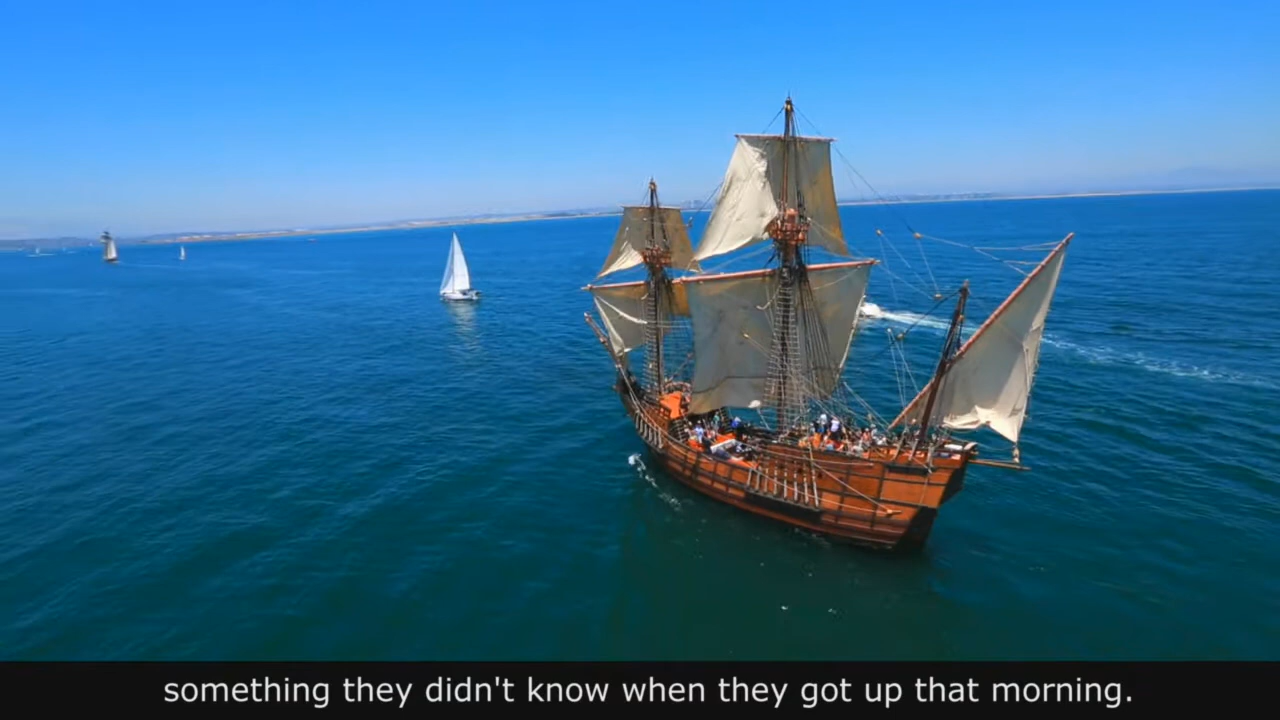 something they didn't know when they got up that morning.